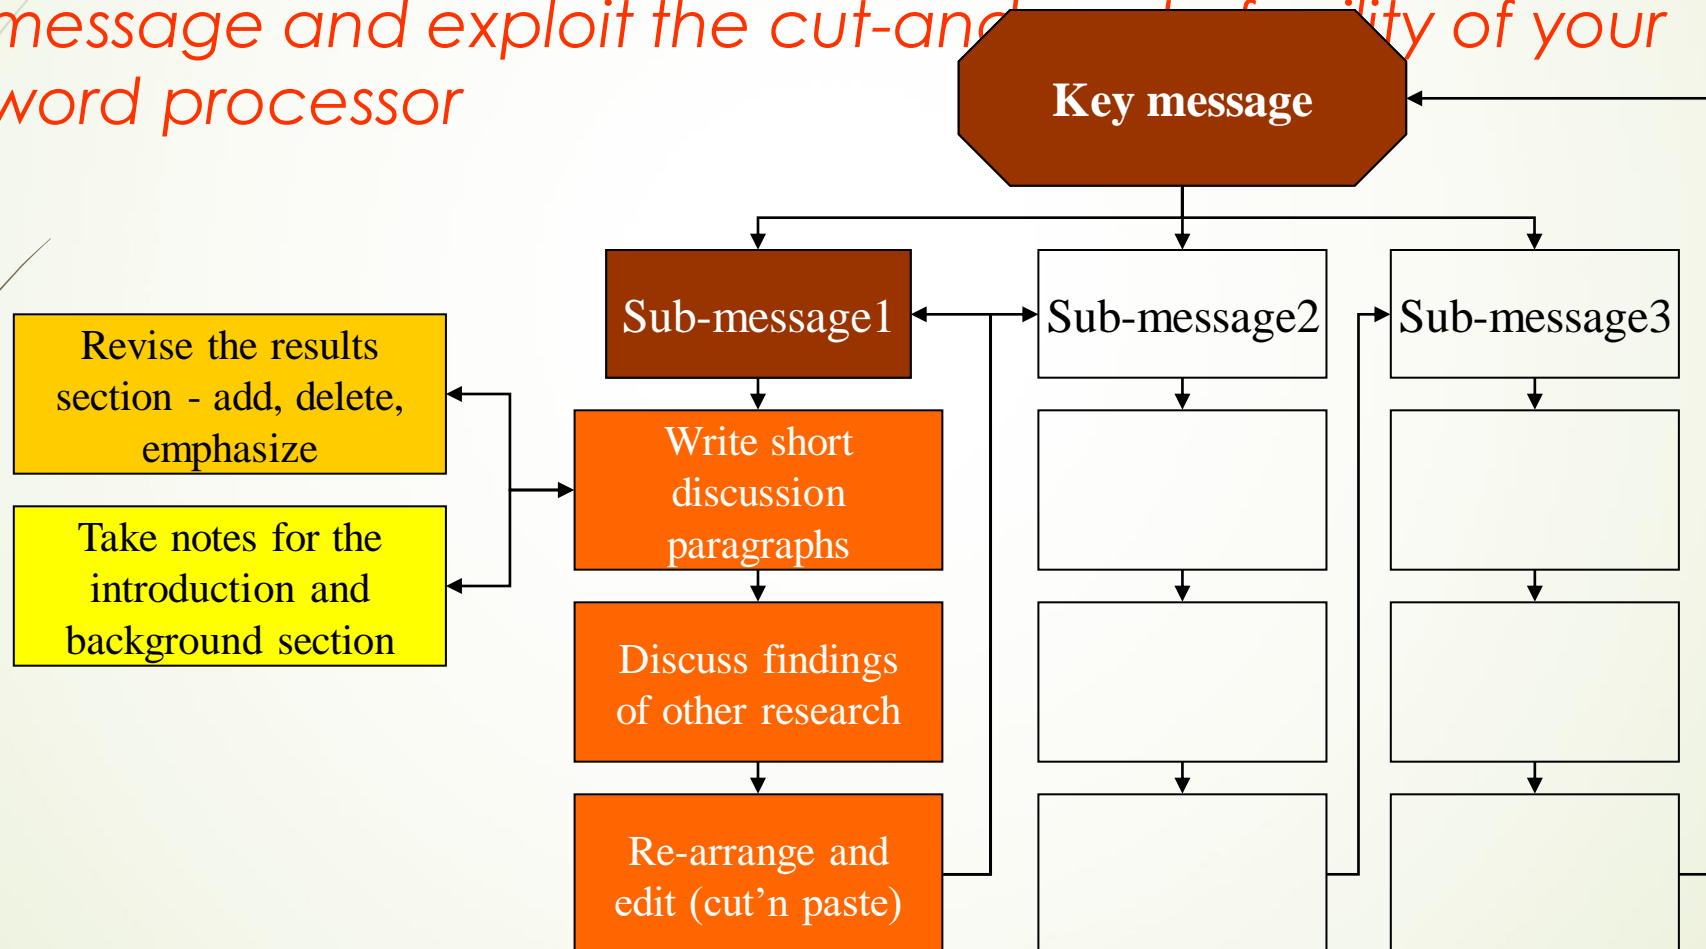 message and exploit the cut-and of your
word processor
Key message
Sub-message1
Sub-message2
Sub-message3
Revise the results
section - add, delete,
emphasize
Write short
discussion
paragraphs
Take notes for the
introduction and
background section
Discuss findings
of other research
Re-arrange and
edit (cut’n paste)